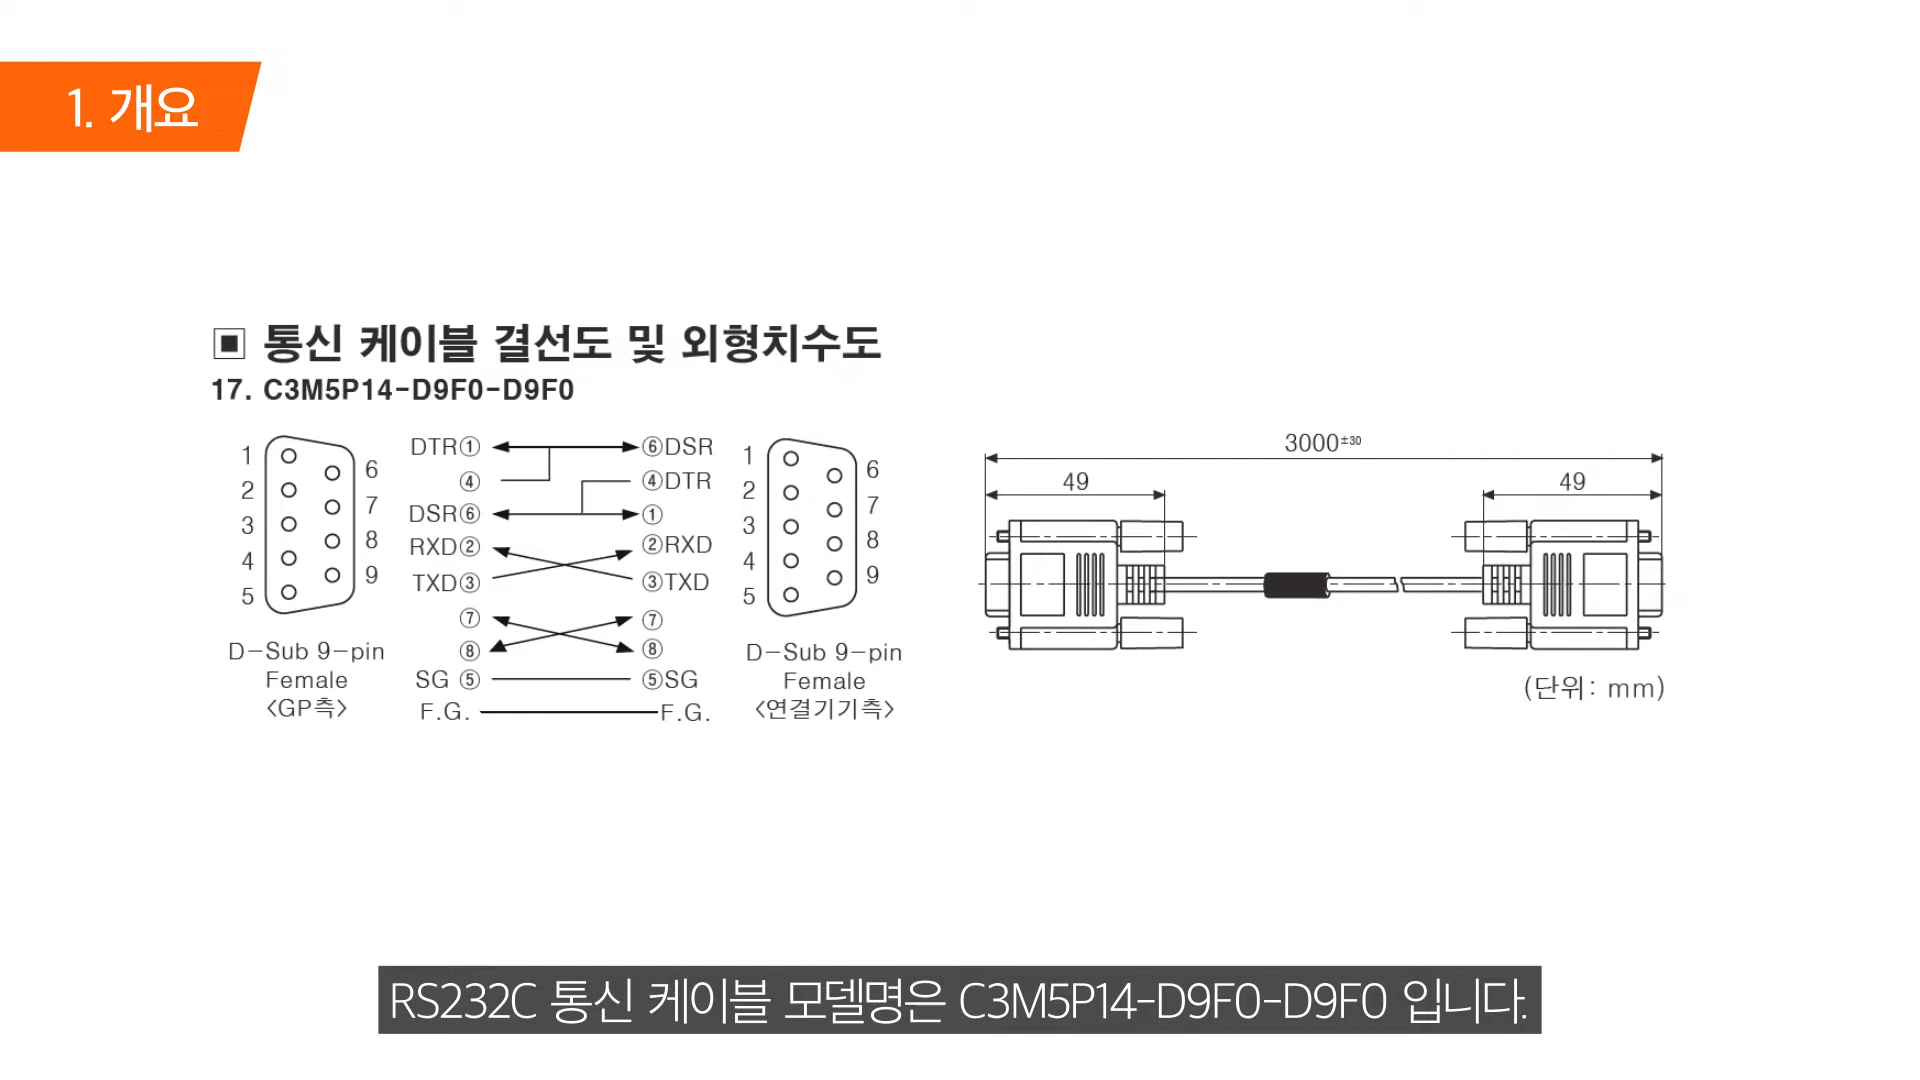 1. 개요
▣ 통신 케이블 결선도 및 외형치수도
17. C3M5P14-D9F0-D9F0
1
2
3
4
5
6
7
8
9
D-Sub 9-pin
Female
<GP측>
DTR① ⑥DSR
④ ④DTR
DSR⑥ ①
RXD② ②RXD
TXD③ ③TXD
⑦ ⑦
⑧ ⑧
SG ⑤ ⑤SG
F.G. F.G.
1
2
3
4
5
6
7
8
9
D-Sub 9-pin
Female
<연결기기측>
3000±30
49 49
(단위: mm)
RS232C 통신 케이블 모델명은 C3M5P14-D9F0-D9F0 입니다.